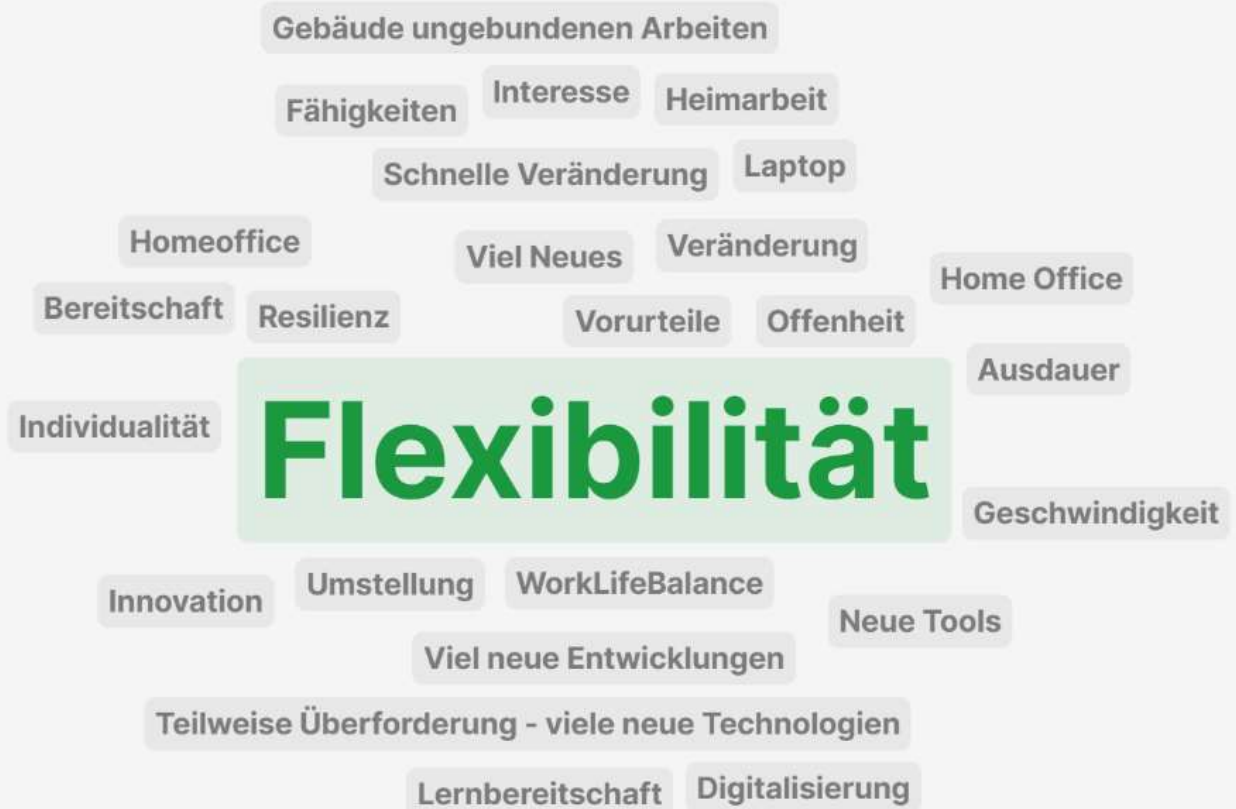 Gebäude ungebundenen Arbeiten
Fähigkeiten
Interesse
Heimarbeit
Schnelle Veränderung
Laptop
Homeoffice
Viel Neues
Veränderung
Home Office
Bereitschaft
Resilienz
Vorurteile
Offenheit
Ausdauer
Individualität
Flexibilität
Geschwindigkeit
Innovation
Umstellung
WorkLifeBalance
Neue Tools
Viel neue Entwicklungen
Teilweise Überforderung - viele neue Technologien
Lernbereitschaft
Digitalisierung